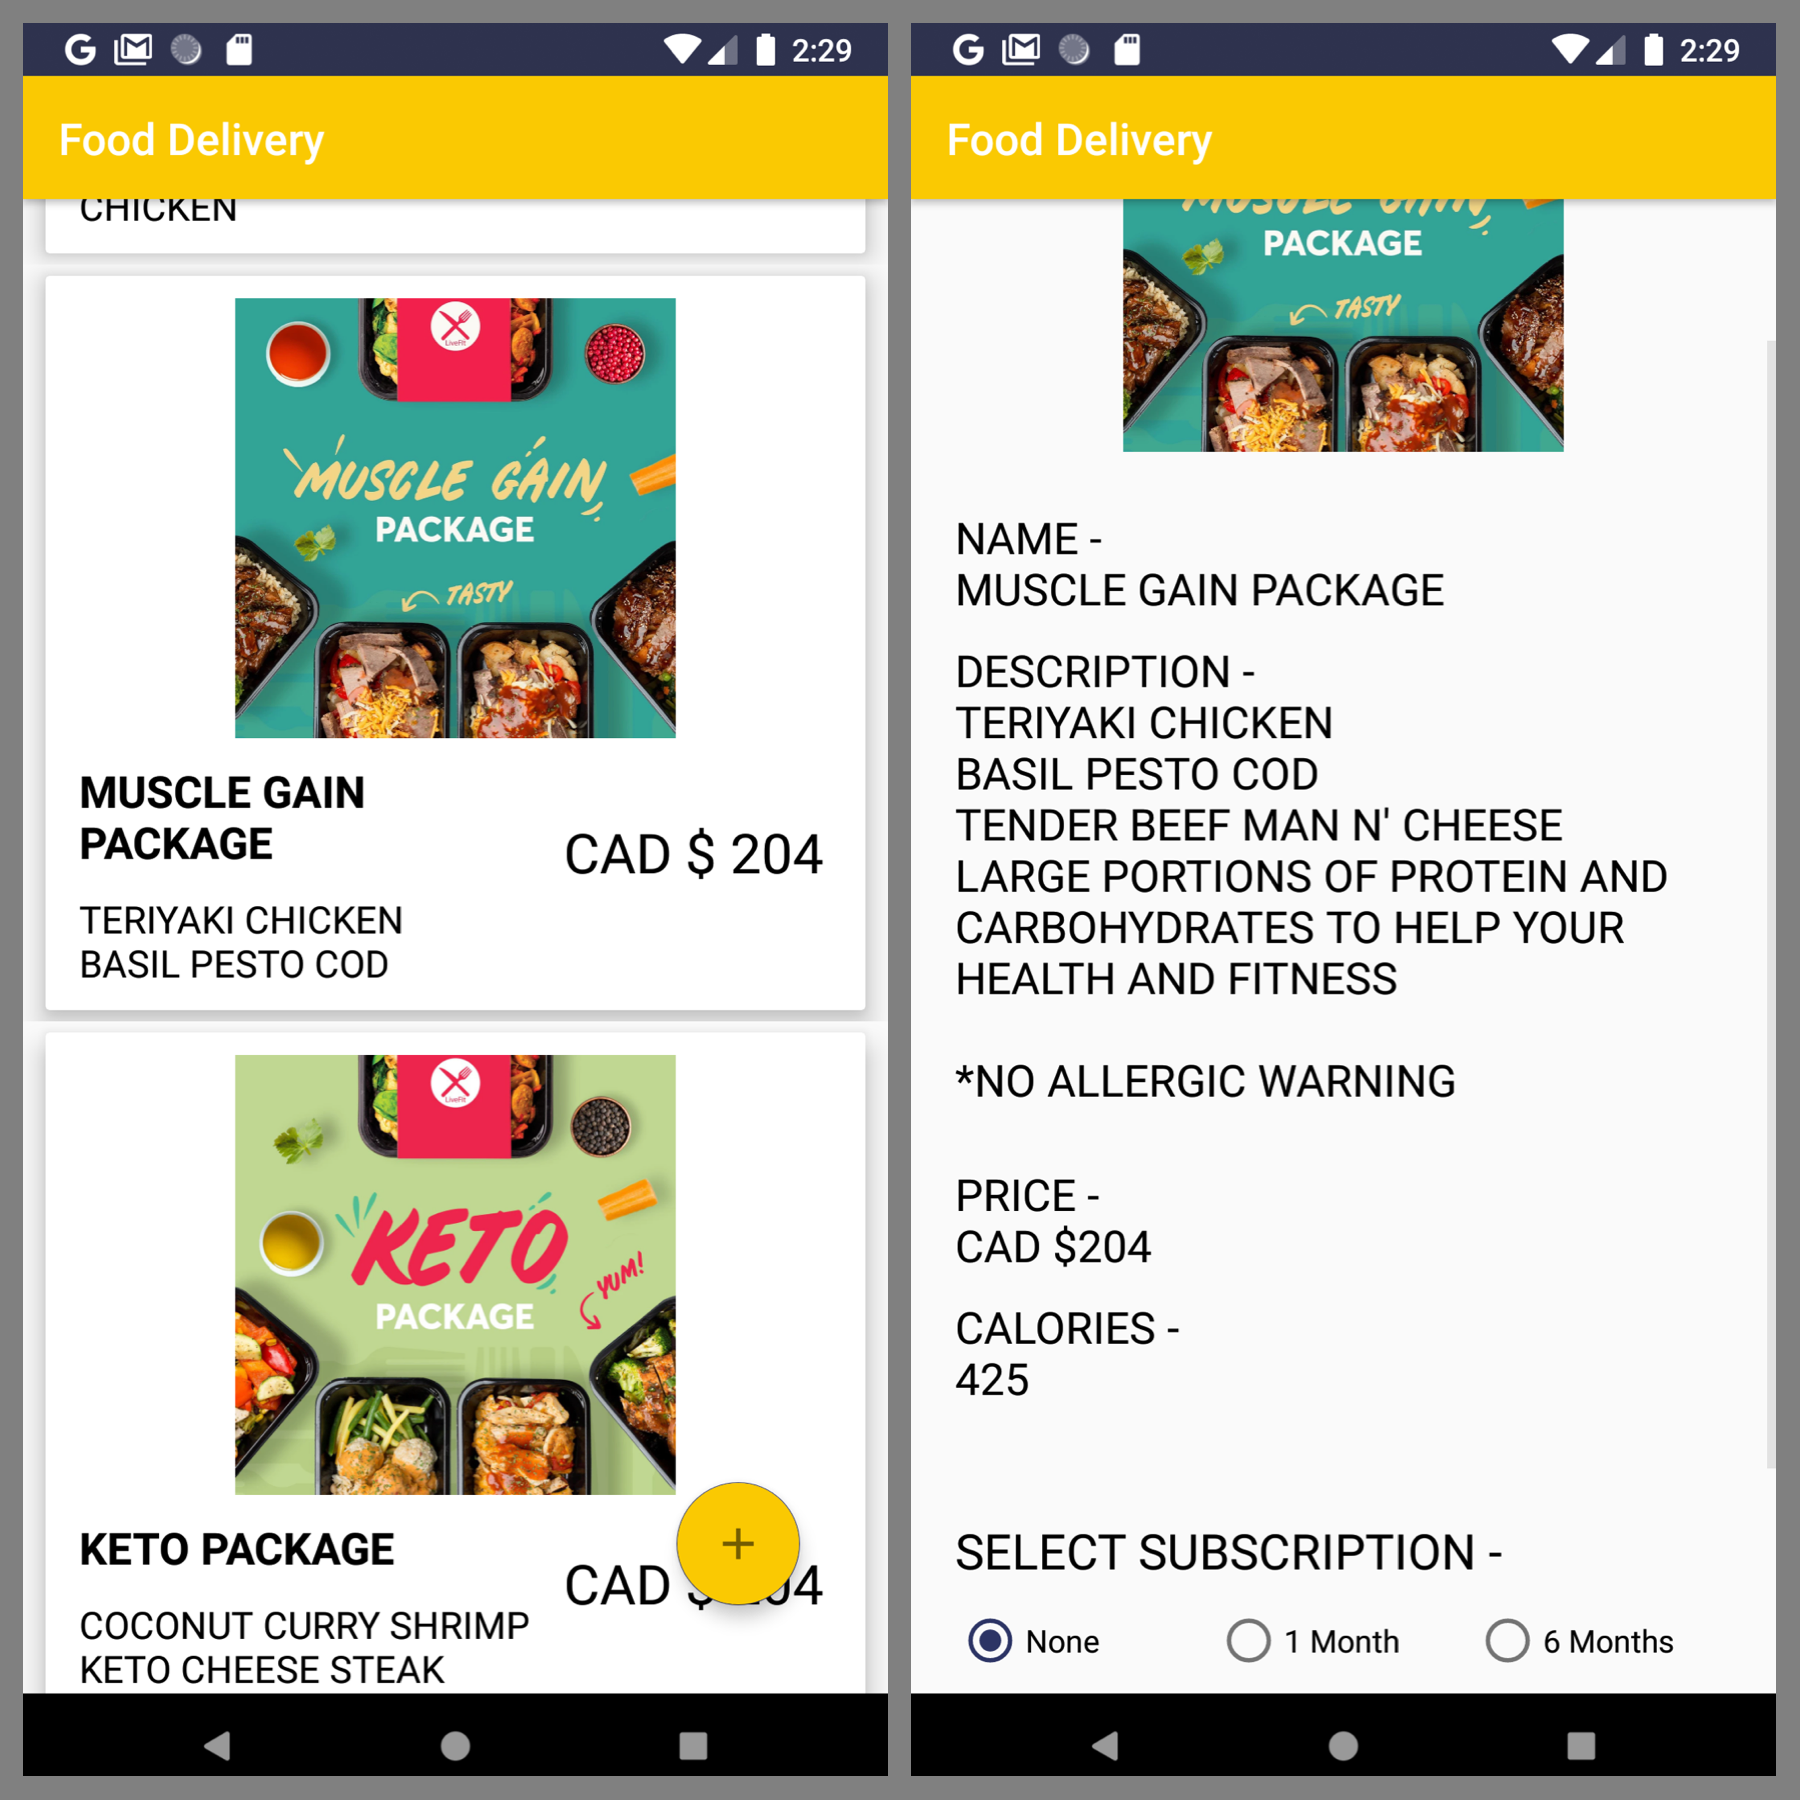 2:29
Food Delivery
CHICKEN
LiveFit
MUSCLE GAIN
PACKAGE
TASTY
MUSCLE GAIN
PACKAGE
CAD $ 204
TERIYAKI CHICKEN
BASIL PESTO COD
LiveFit
KETO
YUM!
PACKAGE
KETO PACKAGE
CAD $
COCONUT CURRY SHRIMP
KETO CHEESE STEAK
2:29
Food Delivery
MUSCLE GAIN
PACKAGE
TASTY
NAME -
MUSCLE GAIN PACKAGE
DESCRIPTION -
TERIYAKI CHICKEN
BASIL PESTO COD
TENDER BEEF MAN N' CHEESE
LARGE PORTIONS OF PROTEIN AND
CARBOHYDRATES TO HELP YOUR
HEALTH AND FITNESS
*NO ALLERGIC WARNING
PRICE -
CAD $204
CALORIES -
425
SELECT SUBSCRIPTION -
None 1 Month 6 Months